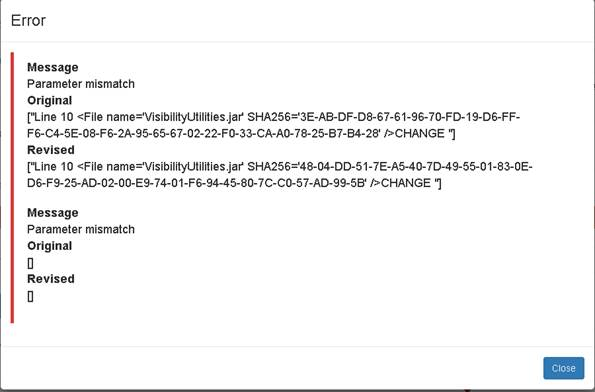 Error
Message
Parameter mismatch
Original
["Line 10 <File name='VisibilityUtilities.jar' SHA256='3E-AB-DF-D8-67-61-96-70-FD-19-D6-FF-
F6-C4-5E-08-F6-2A-95-65-67-02-22-F0-33-CA-A0-78-25-B7-B4-28' />CHANGE "]
Revised
["Line 10 <File name='VisibilityUtilities.jar' SHA256='48-04-DD-51-7E-A5-40-7D-49-55-01-83-0E-
D6-F9-25-AD-02-00-E9-74-01-F6-94-45-80-7C-C0-57-AD-99-5B' />CHANGE "]
Message
Parameter mismatch
Original
[]
Revised
[]
Close